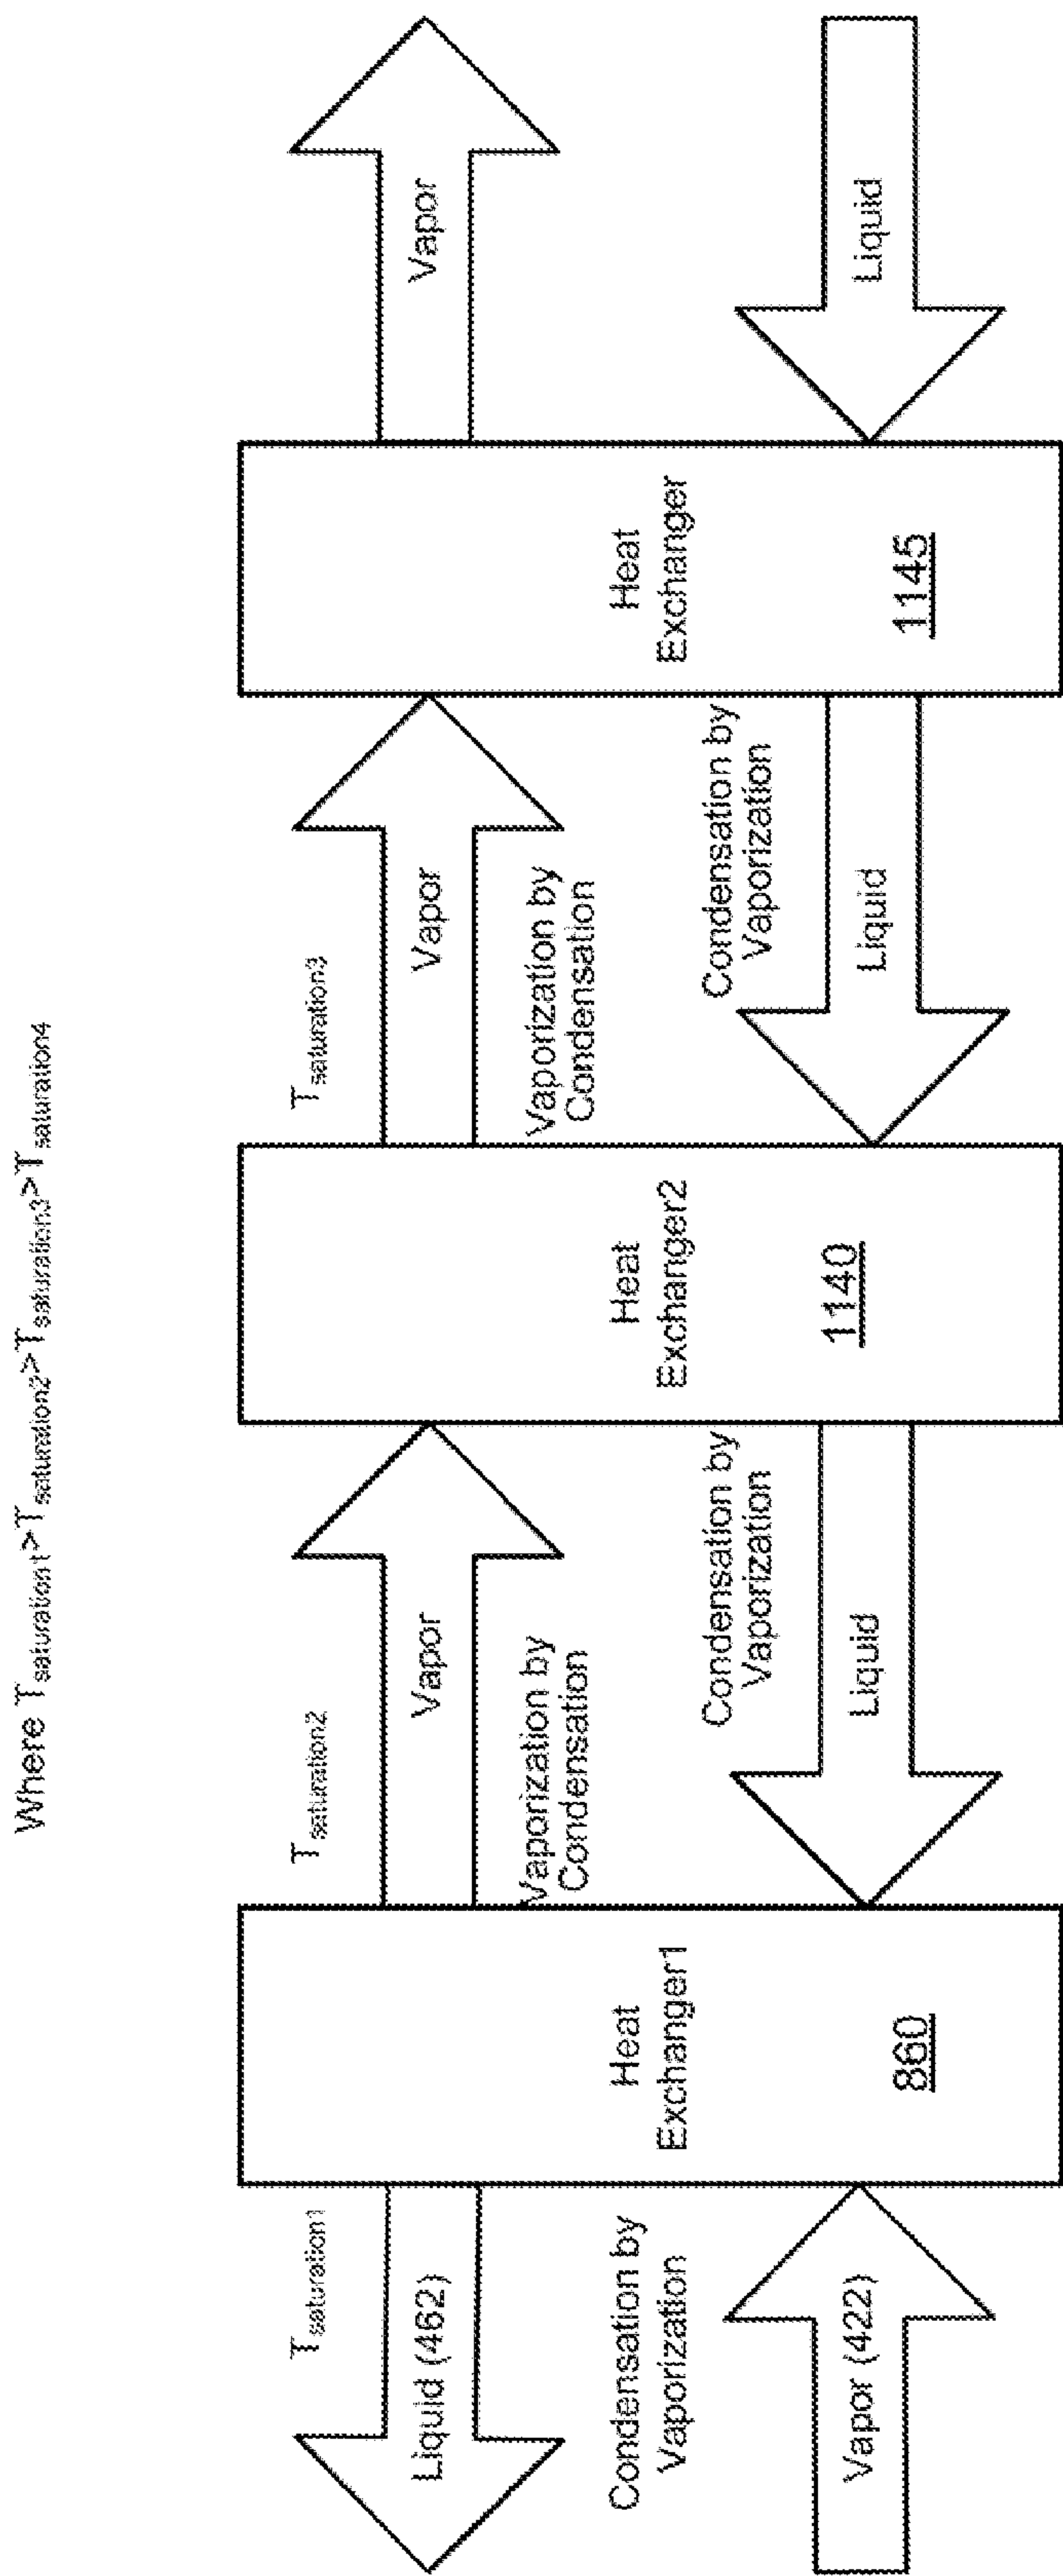 Where Tsaturation1>Tsaturation2>Tsaturation3>Tsaturation4
Tsaturation1
Liquid (462)
Condensation by
Vaporization
Vapor (422)
Heat
Exchanger1
860
Tsaturation2
Vapor
Vaporization by
Condensation
Condensation by
Vaporization
Liquid
Heat
Exchanger2
1140
Tsaturation3
Vapor
Vaporization by
Condensation
Condensation by
Vaporization
Liquid
Heat
Exchanger
1145
Vapor
Liquid